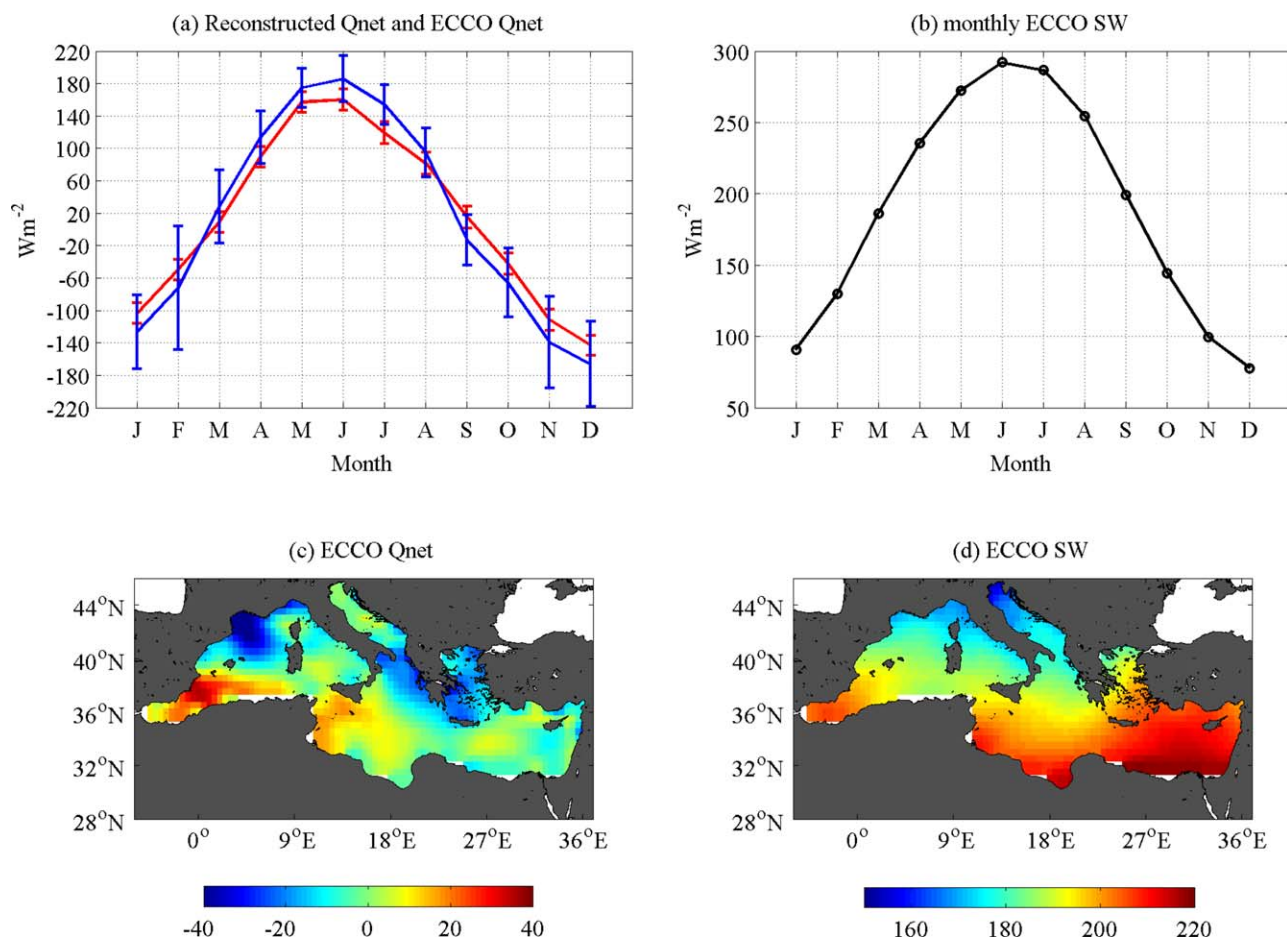 (a) Reconstructed Qnet and ECCO Qnet
220
180
140
100
60
20
-20
-60
-100
-140
-180
-220
Wm-2
J F M A M J J A S O N D
Month
(b) monthly ECCO SW
300
250
200
150
100
50
Wm-2
J F M A M J J A S O N D
Month
(c) ECCO Qnet
44°N
40°N
36°N
32°N
28°N
0° 9°E 18°E 27°E 36°E
-40 -20 0 20 40
(d) ECCO SW
44°N
40°N
36°N
32°N
28°N
0° 9°E 18°E 27°E 36°E
160 180 200 220